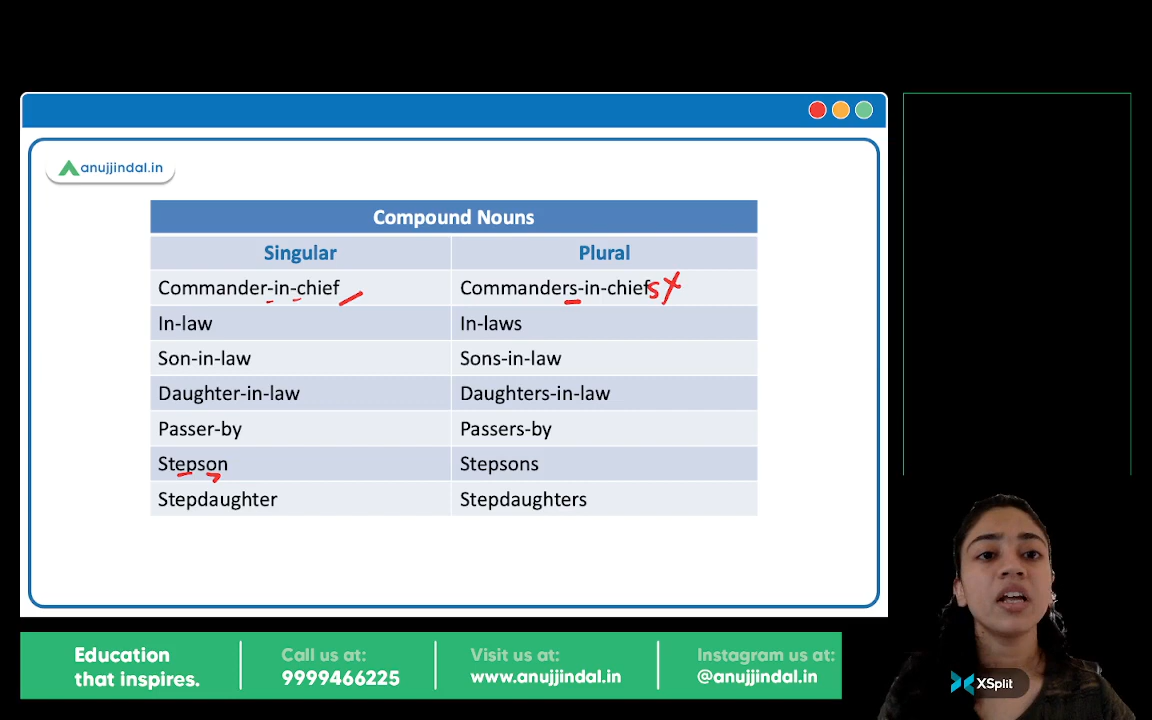 anujjindal.in
Compound Nouns
Singular Plural
Commander-in-chief Commanders-in-chiefs
In-law In-laws
Son-in-law Sons-in-law
Daughter-in-law Daughters-in-law
Passer-by Passers-by
Stepson Stepsons
Stepdaughter Stepdaughters
Education
that inspires.
Call us at:
9999466225
Visit us at:
www.anujjindal.in
Instagram us at:
@anujjindal.in
XSplit